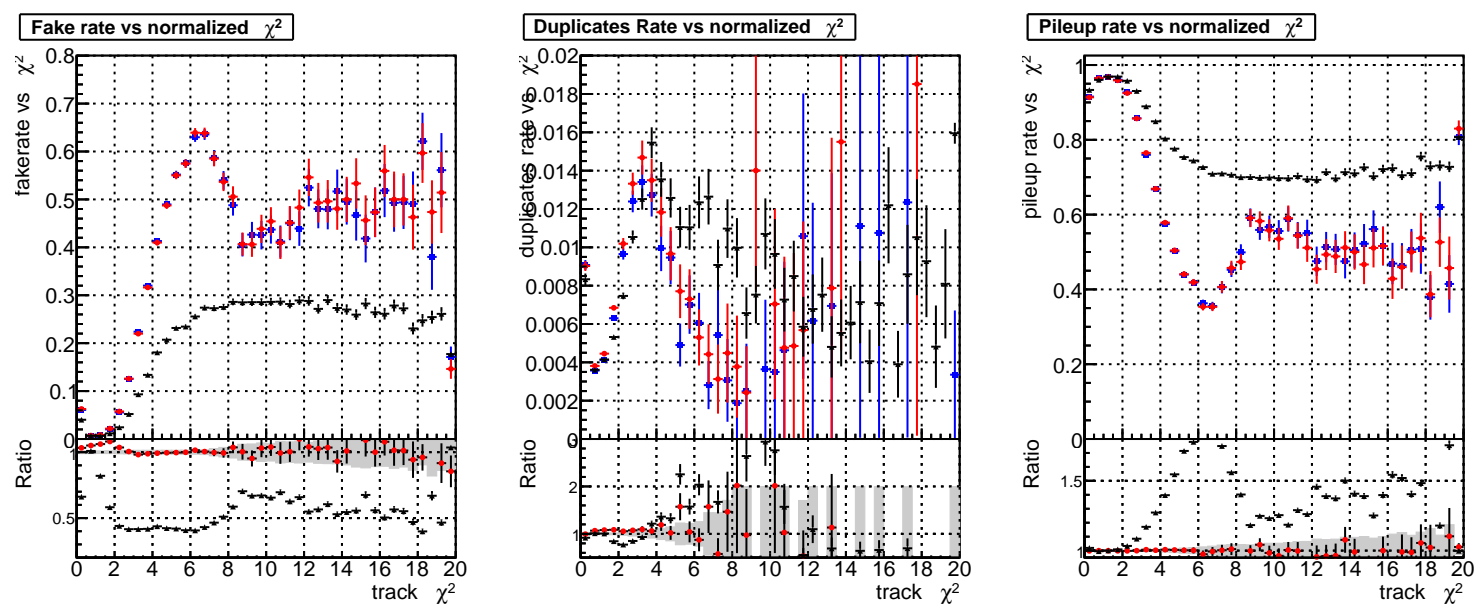 Fake rate vs normalized χ²
fakerate vs χ²
0.8
0.7
0.6
0.5
0.4
0.3
0.2
0.1
0
Ratio
1
0.5
0 2 4 6 8 10 12 14 16 18 20
track χ²
Duplicates Rate vs normalized χ²
duplicates rate vs χ²
0.02
0.018
0.016
0.014
0.012
0.01
0.008
0.006
0.004
0.002
0
Ratio
2
1
0 2 4 6 8 10 12 14 16 18 20
track χ²
Pileup rate vs normalized χ²
pileup rate vs χ²
1
0.8
0.6
0.4
0.2
0
Ratio
1.5
1
0 2 4 6 8 10 12 14 16 18 20
track χ²